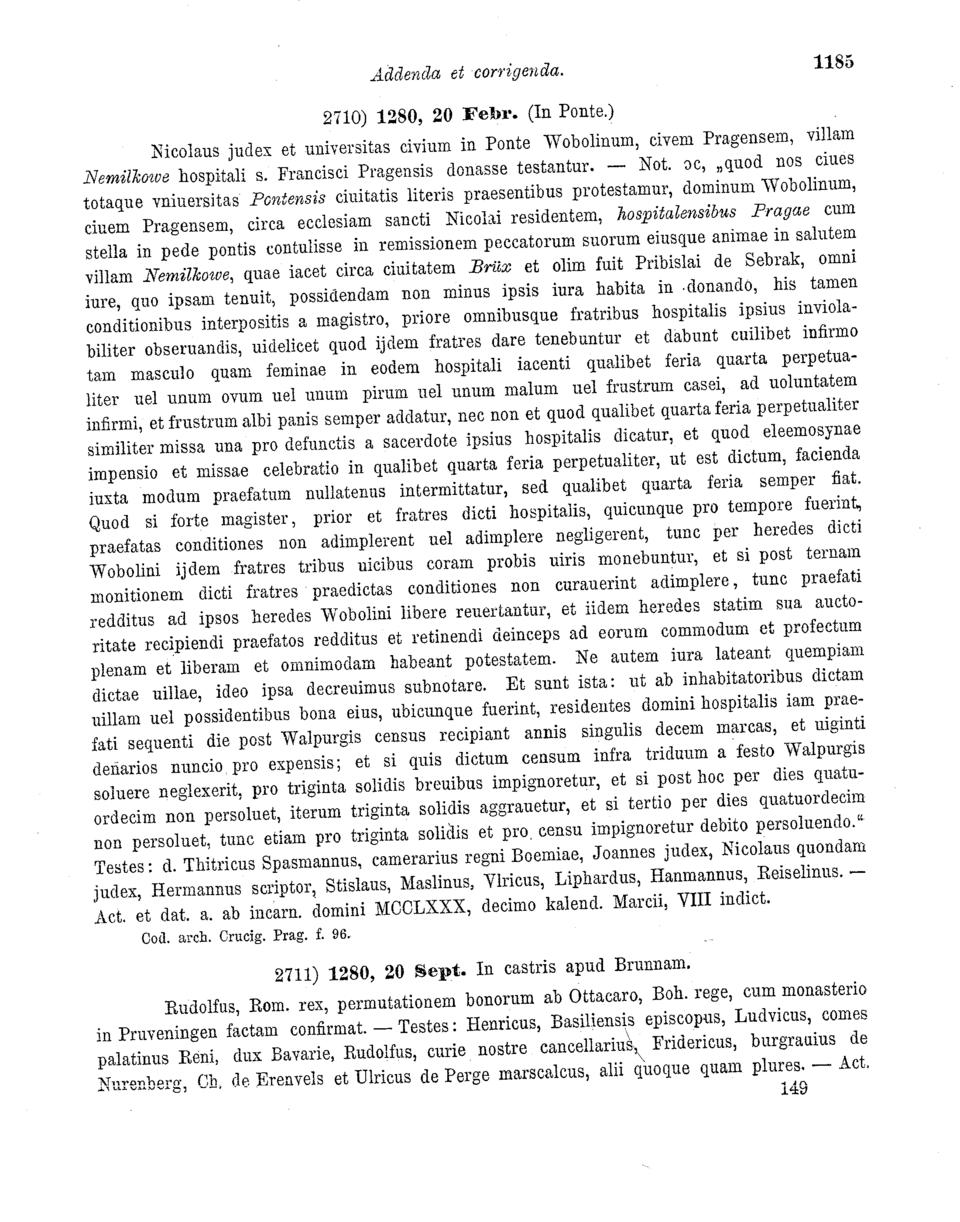 Addenda et corrigenda.
1185
2710) 1280, 20 Febr. (In Ponte.)
Nicolaus judex et universitas civium in Ponte Wobolinum, civem Pragensem, villam
Nemilkowe hospitali s. Francisci Pragensis donasse testantur. — Not. ɔc, „quod nos ciues
totaque vniuersitas Pontensis ciuitatis literis praesentibus protestamur, dominum Wobolinum,
ciuem Pragensem, circa ecclesiam sancti Nicolai residentem, hospitalensibus Pragae cum
stella in pede pontis contulisse in remissionem peccatorum suorum eiusque animae in salutem
villam Nemilkowe, quae iacet circa ciuitatem Brüx et olim fuit Pribislai de Sebrak, omni
iure, quo ipsam tenuit, possidendam non minus ipsis iura habita in donando, his tamen
conditionibus interpositis a magistro, priore omnibusque fratribus hospitalis ipsius inviola-
biliter obseruandis, uidelicet quod ijdem fratres dare tenebuntur et dabunt cuilibet infirmo
tam masculo quam feminae in eodem hospitali iacenti qualibet feria quarta perpetua-
liter uel unum ovum uel unum pirum uel unum malum uel frustrum casei, ad uoluntatem
infirmi, et frustrum albi panis semper addatur, nec non et quod qualibet quarta feria perpetualiter
similiter missa una pro defunctis a sacerdote ipsius hospitalis dicatur, et quod eleemosynae
impensio et missae celebratio in qualibet quarta feria perpetualiter, ut est dictum, facienda
iuxta modum praefatum nullatenus intermittatur, sed qualibet quarta feria semper fiat.
Quod si forte magister, prior et fratres dicti hospitalis, quicunque pro tempore fuerint,
praefatas conditiones non adimplerent uel adimplere negligerent, tunc per heredes dicti
Wobolini ijdem fratres tribus uicibus coram probis uiris monebuntur, et si post ternam
monitionem dicti fratres praedictas conditiones non curauerint adimplere, tunc praefati
redditus ad ipsos heredes Wobolini libere reuertantur, et iidem heredes statim sua aucto-
ritate recipiendi praefatos redditus et retinendi deinceps ad eorum commodum et profectum
plenam et liberam et omnimodam habeant potestatem. Ne autem iura lateant quempiam
dictae uillae, ideo ipsa decreuimus subnotare. Et sunt ista: ut ab inhabitatoribus dictam
uillam uel possidentibus bona eius, ubicunque fuerint, residentes domini hospitalis iam prae-
fati sequenti die post Walpurgis census recipiant annis singulis decem marcas, et uiginti
denarios nuncio pro expensis; et si quis dictum censum infra triduum a festo Walpurgis
soluere neglexerit, pro triginta solidis breuibus impignoretur, et si post hoc per dies quatu-
ordecim non persoluet, iterum triginta solidis aggrauetur, et si tertio per dies quatuordecim
non persoluet, tunc etiam pro triginta solidis et pro censu impignoretur debito persoluendo.“
Testes: d. Thitricus Spasmannus, camerarius regni Boemiae, Joannes judex, Nicolaus quondam
judex, Hermannus scriptor, Stislaus, Maslinus, Vlricus, Liphardus, Hanmannus, Reiselinus. —
Act. et dat. a. ab incarn. domini MCCLXXX, decimo kalend. Marcii, VIII indict.
Cod. arch. Crucig. Prag. f. 96.
2711) 1280, 20 Sept. In castris apud Brunnam.
Rudolfus, Rom. rex, permutationem bonorum ab Ottacaro, Boh. rege, cum monasterio
in Pruveningen factam confirmat. — Testes: Henricus, Basiliensis episcopus, Ludvicus, comes
palatinus Reni, dux Bavarie, Rudolfus, curie nostre cancellarius, Fridericus, burgrauius de
Nurenberg, Ch. de Erenvels et Ulricus de Perge marscalcus, alii quoque quam plures. — Act.
149